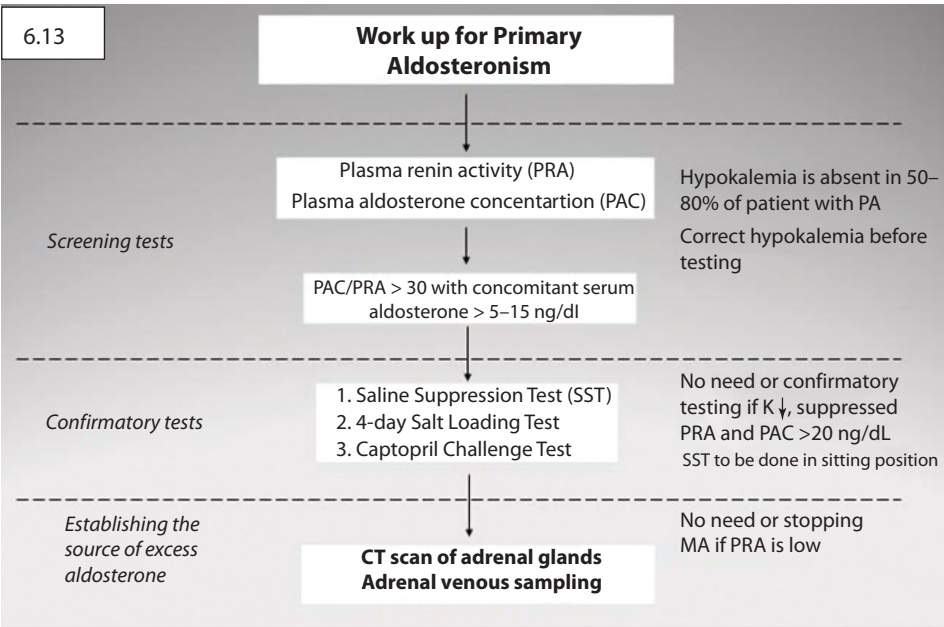 6.13
Work up for Primary
Aldosteronism
Plasma renin activity (PRA)
Plasma aldosterone concentartion (PAC)
Hypokalemia is absent in 50–
80% of patient with PA
Correct hypokalemia before
testing
Screening tests
PAC/PRA > 30 with concomitant serum
aldosterone > 5–15 ng/dl
Confirmatory tests
1. Saline Suppression Test (SST)
2. 4-day Salt Loading Test
3. Captopril Challenge Test
No need or confirmatory
testing if K ↓, suppressed
PRA and PAC >20 ng/dL
SST to be done in sitting position
Establishing the
source of excess
aldosterone
CT scan of adrenal glands
Adrenal venous sampling
No need or stopping
MA if PRA is low